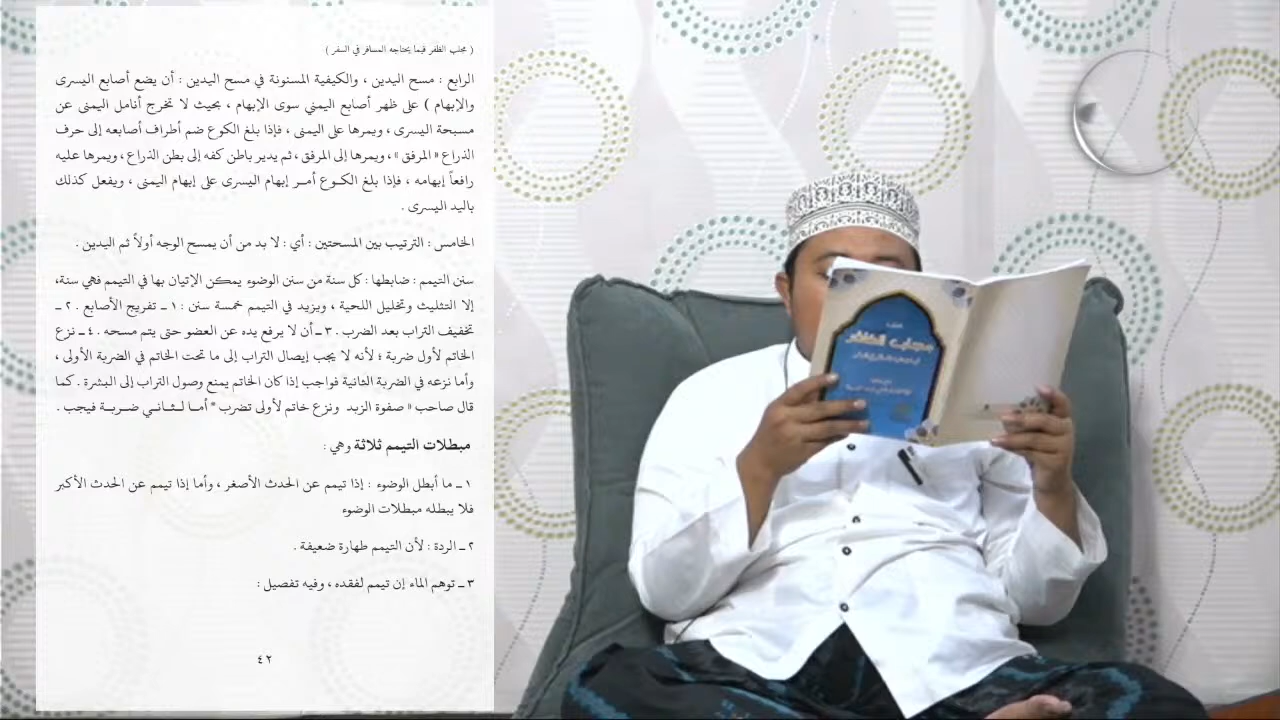 ( مجلب الظفر فيما يحتاجه المسافر في السفر )
الرابع : مسح اليدين ، والكيفية المسنونة في مسح اليدين : أن يضع أصابع اليسرى
والإبهام ) على ظهر أصابع اليمني سوى الإبهام ، بحيث لا تخرج أنامل اليمنى عن
مسبحة اليسرى ، ويمرها على اليمنى ، فإذا بلغ الكوع ضم أطراف أصابعه إلى حرف
الذراع « المرفق » ، ويمرها إلى المرفق ، ثم يدير باطن كفه إلى بطن الذراع ، ويمرها عليه
رافعاً إبهامه ، فإذا بلغ الكوع أمر إبهام اليسرى على إبهام اليمنى ، ويفعل كذلك
باليد اليسرى .
الخامس : الترتيب بين المسحتين : أي : لا بد من أن يمسح الوجه أولاً ثم اليدين .
سنن التيمم : ضابطها : كل سنة من سنن الوضوء يمكن الإتيان بها في التيمم فهي سنة،
إلا التثليث وتخليل اللحية ، ويزيد في التيمم خمسة سنن : ١ - تفريج الأصابع . ٢ -
تخفيف التراب بعد الضرب . ٣ - أن لا يرفع يده عن العضو حتى يتم مسحه . ٤ - نزع
الخاتم لأول ضربة ؛ لأنه لا يجب إيصال التراب إلى ما تحت الخاتم في الضربة الأولى ،
وأما نزعه في الضربة الثانية فواجب إذا كان الخاتم يمنع وصول التراب إلى البشرة . كما
قال صاحب « صفوة الزبد ونزع خاتم لأولى تضرب * أما لثاني ضربة فيجب .
مبطلات التيمم ثلاثة وهي :
١ - ما أبطل الوضوء : إذا تيمم عن الحدث الأصغر ، وأما إذا تيمم عن الحدث الأكبر
فلا يبطله مبطلات الوضوء
٢ - الردة : لأن التيمم طهارة ضعيفة .
٣ - توهم الماء إن تيمم لفقده ، وفيه تفصيل :
٤٢
مجلب الظفر